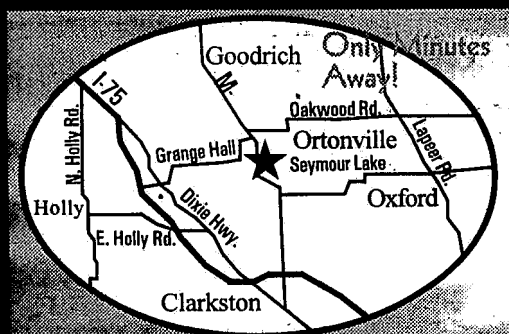 Only Minutes
Away!
Goodrich
I-75
M-
Oakwood Rd.
Ortonville
N. Holly Rd.
Grange Hall
Seymour Lake
Lapeer Rd.
Holly
Dixie Hwy.
Oxford
E. Holly Rd.
Clarkston